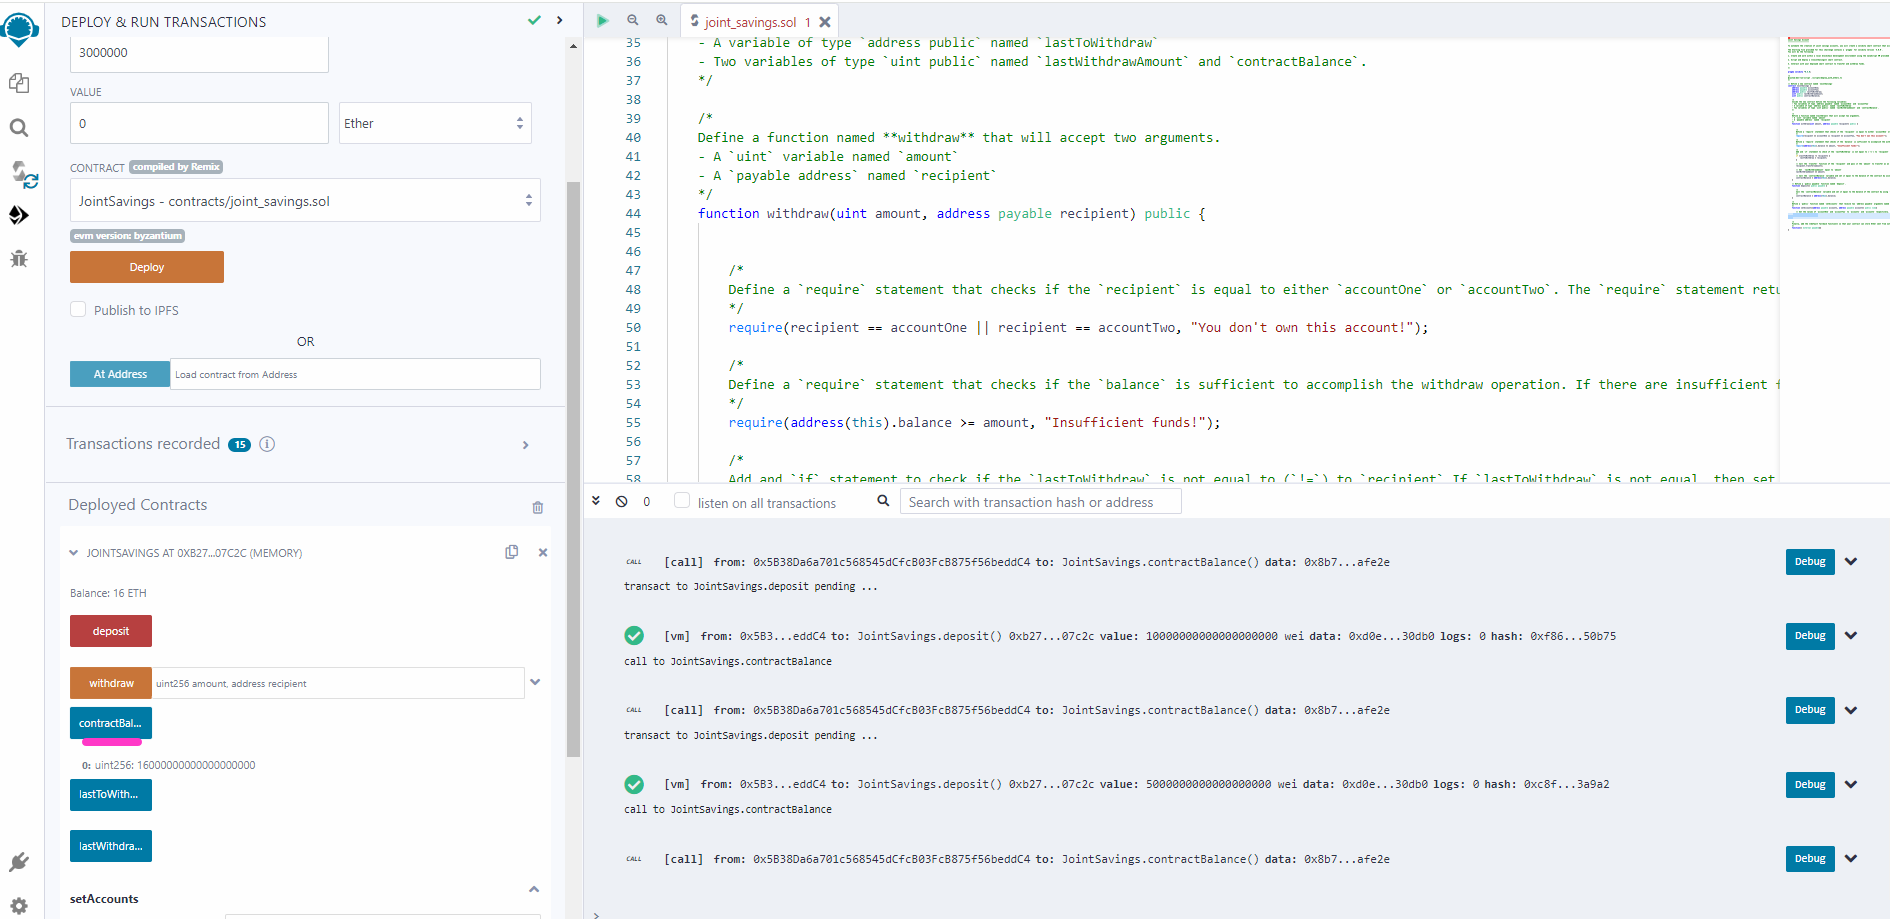 DEPLOY & RUN TRANSACTIONS
3000000
VALUE
0
Ether
CONTRACT compiled by Remix
JointSavings - contracts/joint_savings.sol
evm version: byzantium
Deploy
Publish to IPFS
OR
At Address
Load contract from Address
Transactions recorded 15 i
Deployed Contracts
JOINTSAVINGS AT 0XB27...07C2C (MEMORY)
Balance: 16 ETH
deposit
withdraw
uint256 amount, address recipient
contractBal...
0: uint256: 16000000000000000000
lastToWith...
lastWithdra...
setAccounts
joint_savings.sol 1
35 - A variable of type `address public` named `lastToWithdraw`
36 - Two variables of type `uint public` named `lastWithdrawAmount` and `contractBalance`.
37 */
38
39 /*
40 Define a function named **withdraw** that will accept two arguments.
41 - A `uint` variable named `amount`
42 - A `payable address` named `recipient`
43 */
44 function withdraw(uint amount, address payable recipient) public {
45
46
47 /*
48 Define a `require` statement that checks if the `recipient` is equal to either `accountOne` or `accountTwo`. The `require` statement retu
49 */
50 require(recipient == accountOne || recipient == accountTwo, "You don't own this account!");
51
52 /*
53 Define a `require` statement that checks if the `balance` is sufficient to accomplish the withdraw operation. If there are insufficient f
54 */
55 require(address(this).balance >= amount, "Insufficient funds!");
56
57 /*
58 Add and `if` statement to check if the `lastToWithdraw` is not equal to (`!=`) to `recipient` If `lastToWithdraw` is not equal, then set
0
listen on all transactions
Search with transaction hash or address
CALL [call] from: 0x5B38Da6a701c568545dCfcB03FcB875f56beddC4 to: JointSavings.contractBalance() data: 0x8b7...afe2e
Debug
transact to JointSavings.deposit pending ...
[vm] from: 0x5B3...eddC4 to: JointSavings.deposit() 0xb27...07c2c value: 10000000000000000000 wei data: 0xd0e...30db0 logs: 0 hash: 0xf86...50b75
Debug
call to JointSavings.contractBalance
CALL [call] from: 0x5B38Da6a701c568545dCfcB03FcB875f56beddC4 to: JointSavings.contractBalance() data: 0x8b7...afe2e
Debug
transact to JointSavings.deposit pending ...
[vm] from: 0x5B3...eddC4 to: JointSavings.deposit() 0xb27...07c2c value: 5000000000000000000 wei data: 0xd0e...30db0 logs: 0 hash: 0xc8f...3a9a2
Debug
call to JointSavings.contractBalance
CALL [call] from: 0x5B38Da6a701c568545dCfcB03FcB875f56beddC4 to: JointSavings.contractBalance() data: 0x8b7...afe2e
Debug
>